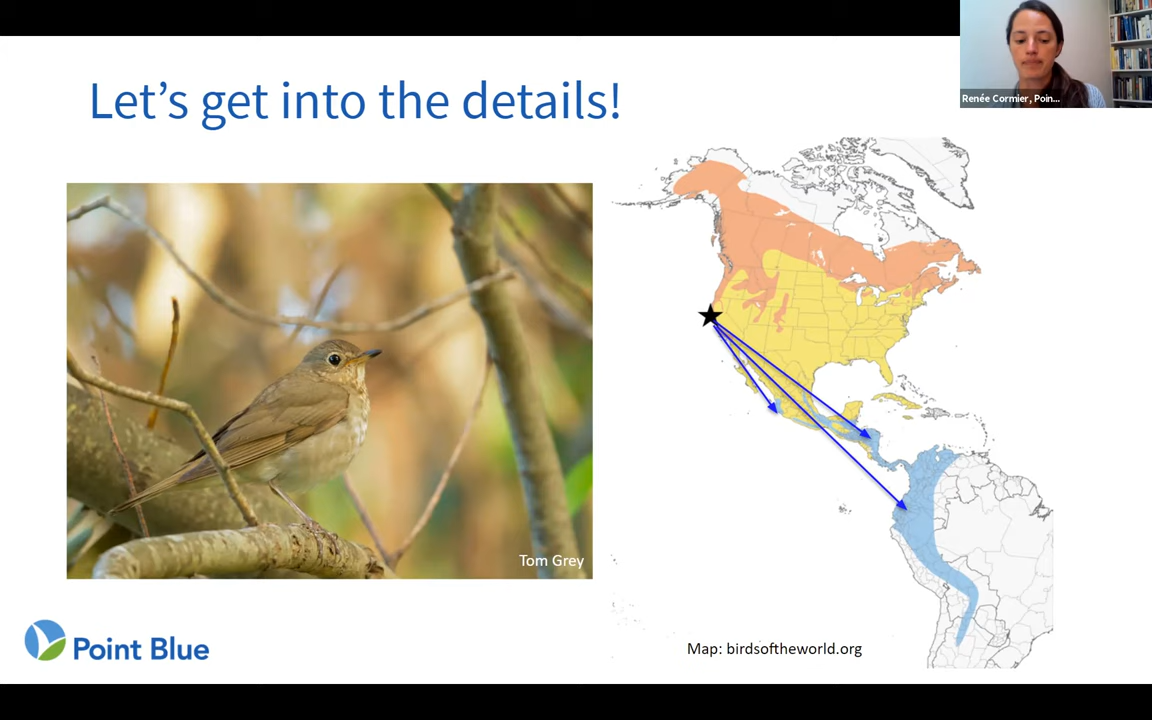 Let's get into the details!
Renée Cormier, Poin...
Tom Grey
Point Blue
Map: birdsoftheworld.org